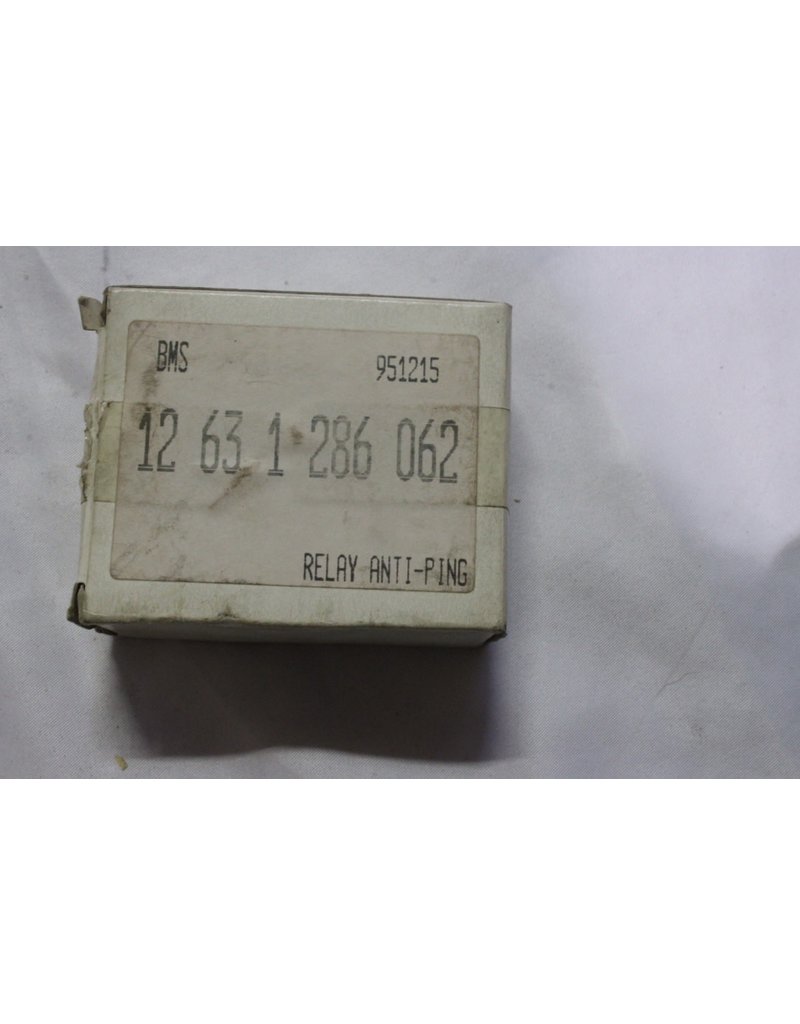 BMS 951215
12 63 1 286 062
RELAY ANTI-PING